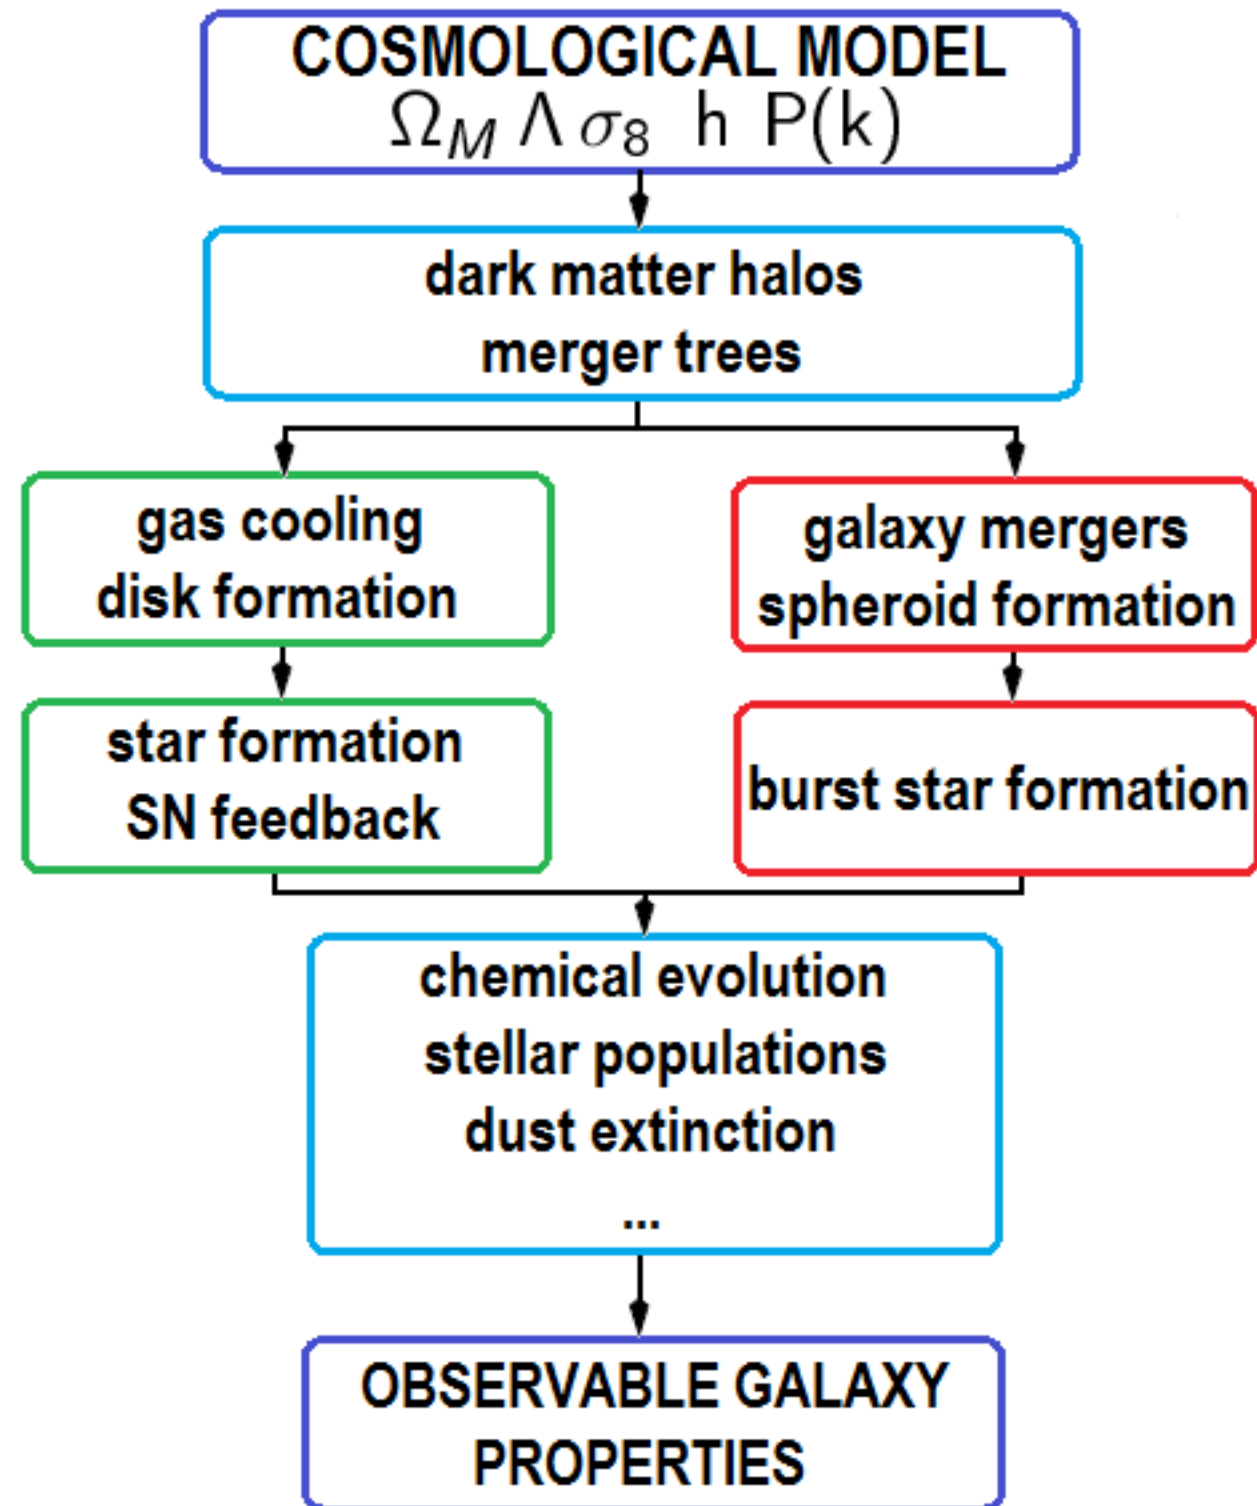 COSMOLOGICAL MODEL
Ω_M Λ σ_8 h P(k)
dark matter halos
merger trees
gas cooling
disk formation
galaxy mergers
spheroid formation
star formation
SN feedback
burst star formation
chemical evolution
stellar populations
dust extinction
...
OBSERVABLE GALAXY
PROPERTIES